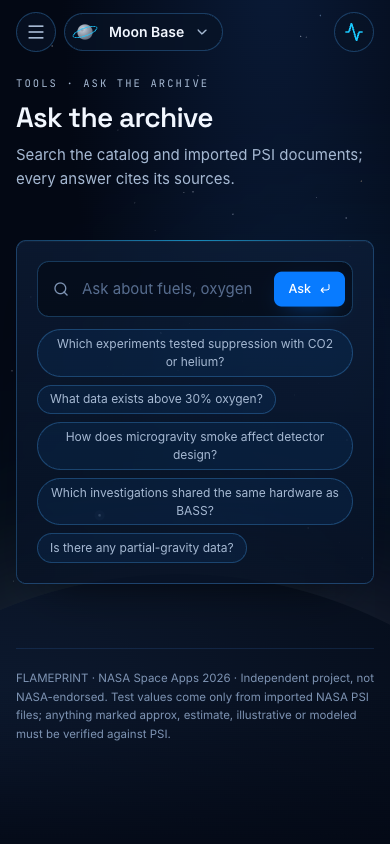 Moon Base
TOOLS · ASK THE ARCHIVE
Ask the archive
Search the catalog and imported PSI documents;
every answer cites its sources.
Ask about fuels, oxygen
Ask
Which experiments tested suppression with CO2
or helium?
What data exists above 30% oxygen?
How does microgravity smoke affect detector
design?
Which investigations shared the same hardware as
BASS?
Is there any partial-gravity data?
FLAMEPRINT · NASA Space Apps 2026 · Independent project, not
NASA-endorsed. Test values come only from imported NASA PSI
files; anything marked approx, estimate, illustrative or modeled
must be verified against PSI.